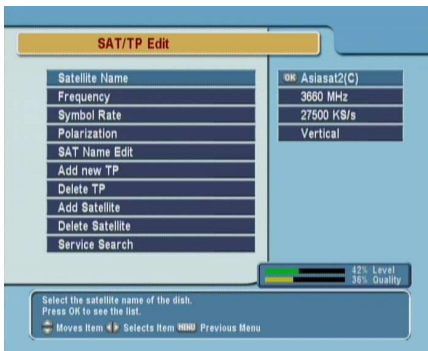 SAT/TP Edit
Satellite Name
OK Asiasat2(C)
Frequency
3660 MHz
Symbol Rate
27500 KS/s
Polarization
Vertical
SAT Name Edit
Add new TP
Delete TP
Add Satellite
Delete Satellite
Service Search
42% Level
36% Quality
Select the satellite name of the dish.
Press OK to see the list.
Moves Item Selects Item MENU Previous Menu